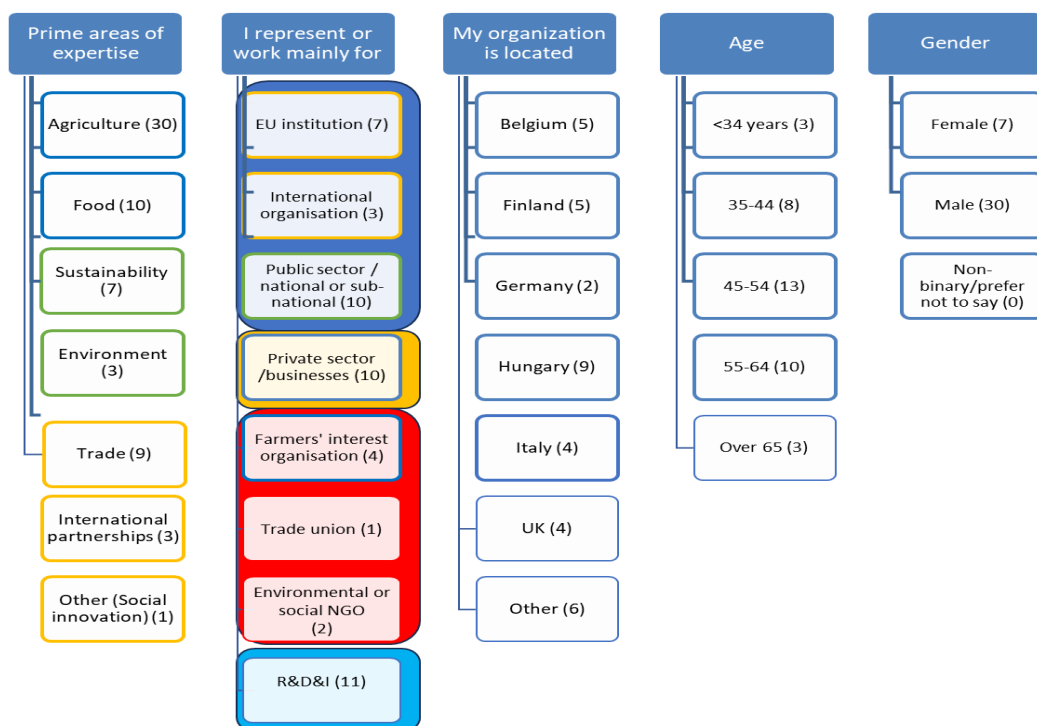 Prime areas of
expertise
Agriculture (30)
Food (10)
Sustainability
(7)
Environment
(3)
Trade (9)
International
partnerships (3)
Other (Social
innovation) (1)
I represent or
work mainly for
EU institution (7)
International
organisation (3)
Public sector /
national or sub-
national (10)
Private sector
/businesses (10)
Farmers' interest
organisation (4)
Trade union (1)
Environmental or
social NGO
(2)
R&D&I (11)
My organization
is located
Belgium (5)
Finland (5)
Germany (2)
Hungary (9)
Italy (4)
UK (4)
Other (6)
Age
<34 years (3)
35-44 (8)
45-54 (13)
55-64 (10)
Over 65 (3)
Gender
Female (7)
Male (30)
Non-
binary/prefer
not to say (0)